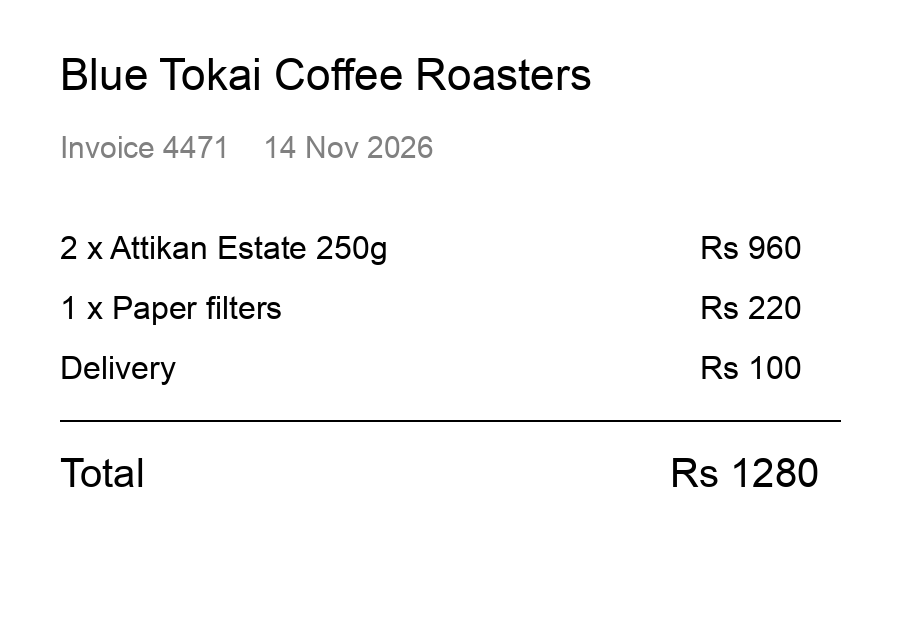 Blue Tokai Coffee Roasters
Invoice 4471 14 Nov 2026
2 x Attikan Estate 250g Rs 960
1 x Paper filters Rs 220
Delivery Rs 100
Total Rs 1280